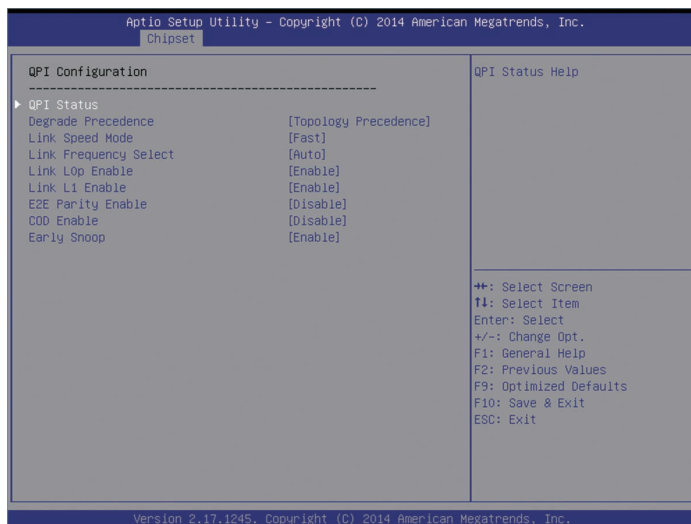 Aptio Setup Utility – Copyright (C) 2014 American Megatrends, Inc.
Chipset
QPI Configuration
------------------------------------------------
▶ QPI Status
Degrade Precedence [Topology Precedence]
Link Speed Mode [Fast]
Link Frequency Select [Auto]
Link L0p Enable [Enable]
Link L1 Enable [Enable]
E2E Parity Enable [Disable]
COD Enable [Disable]
Early Snoop [Enable]
QPI Status Help
→←: Select Screen
↑↓: Select Item
Enter: Select
+/-: Change Opt.
F1: General Help
F2: Previous Values
F9: Optimized Defaults
F10: Save & Exit
ESC: Exit
Version 2.17.1245. Copyright (C) 2014 American Megatrends, Inc.